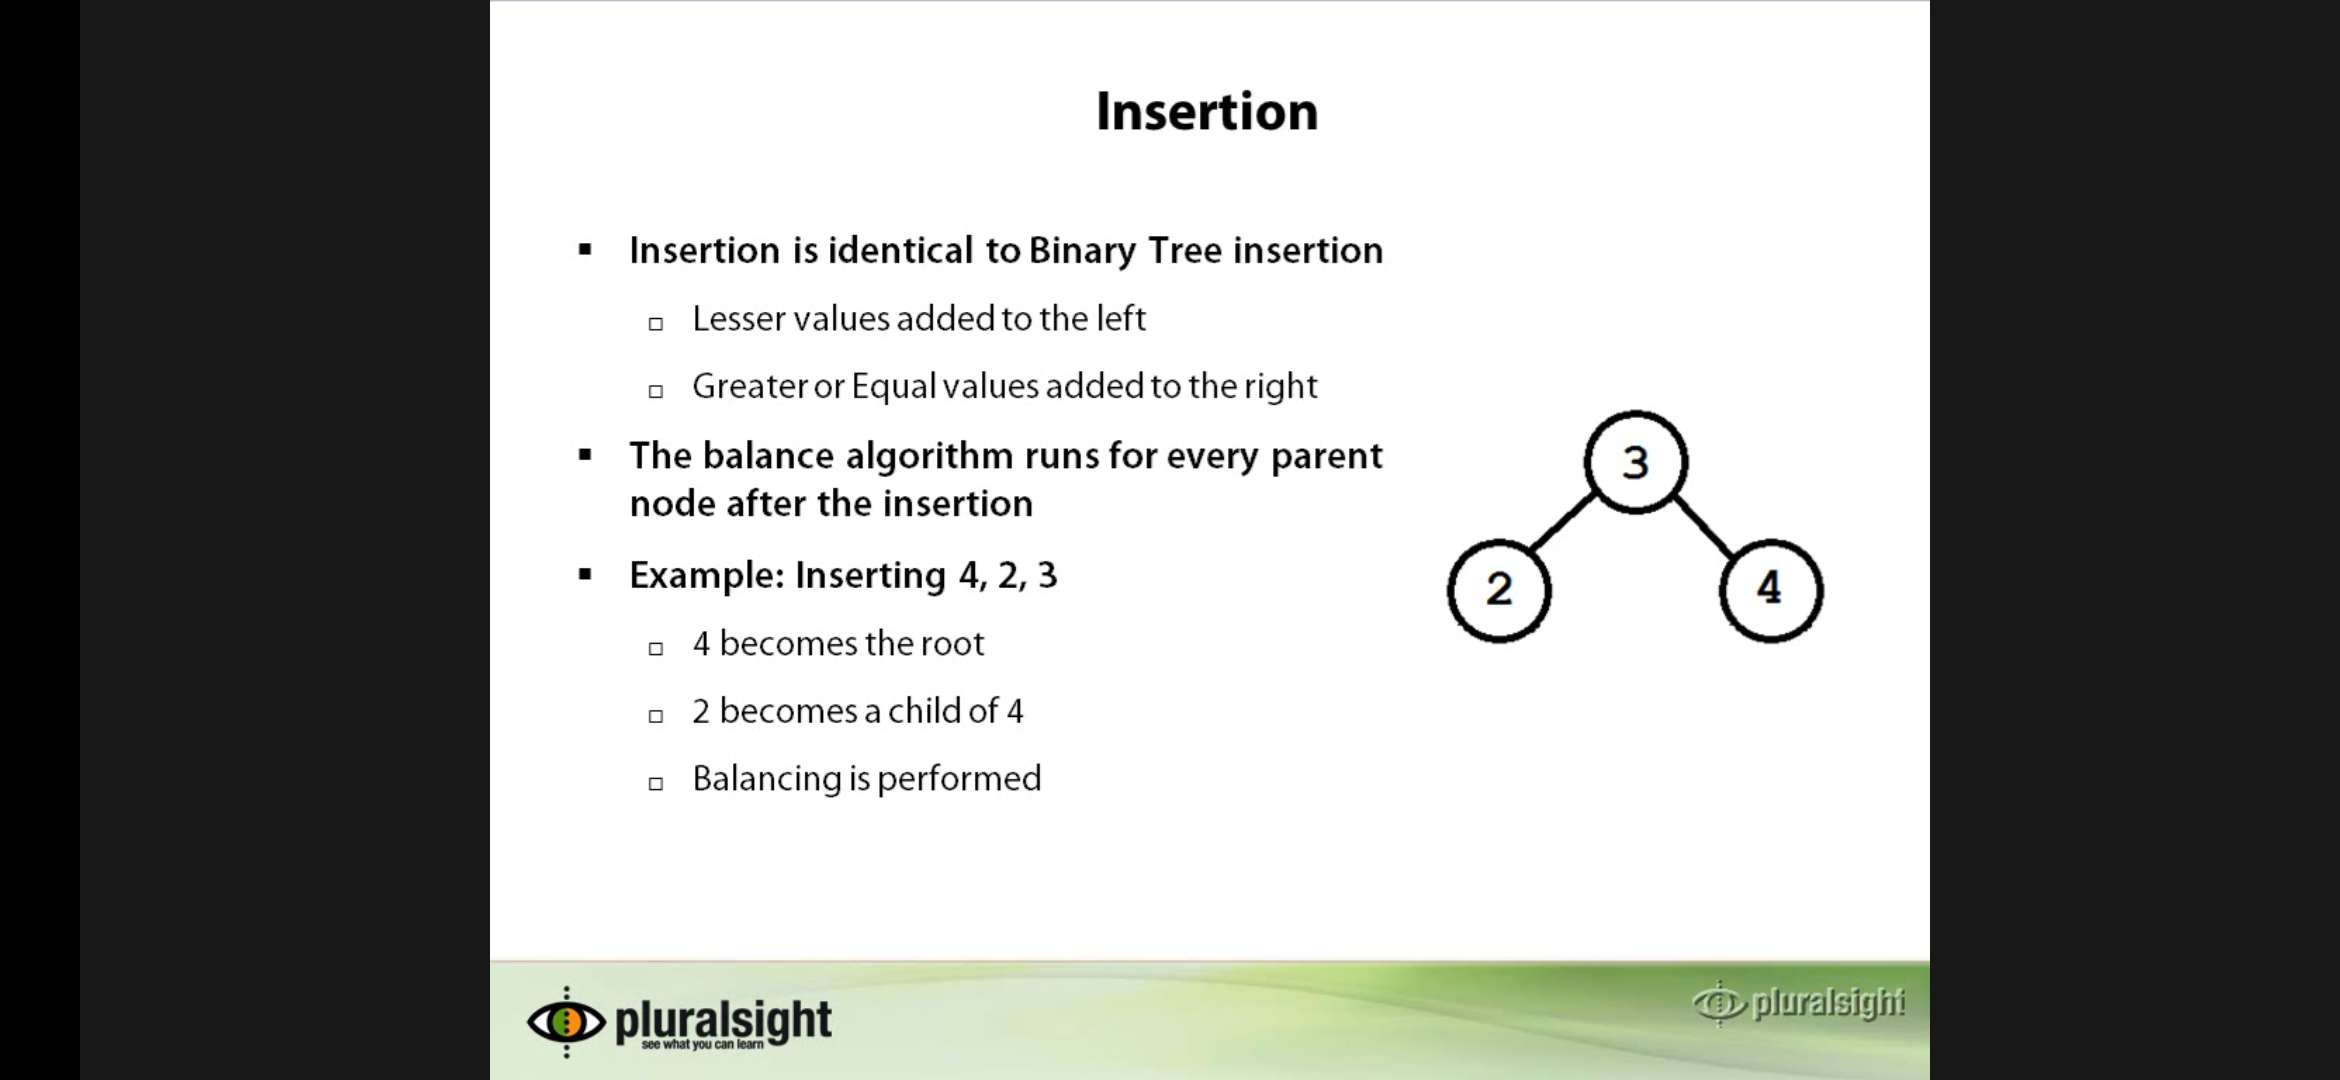 Insertion
▪ Insertion is identical to Binary Tree insertion
▫ Lesser values added to the left
▫ Greater or Equal values added to the right
▪ The balance algorithm runs for every parent
node after the insertion
▪ Example: Inserting 4, 2, 3
▫ 4 becomes the root
▫ 2 becomes a child of 4
▫ Balancing is performed
3
2 4
pluralsight
see what you can learn
pluralsight